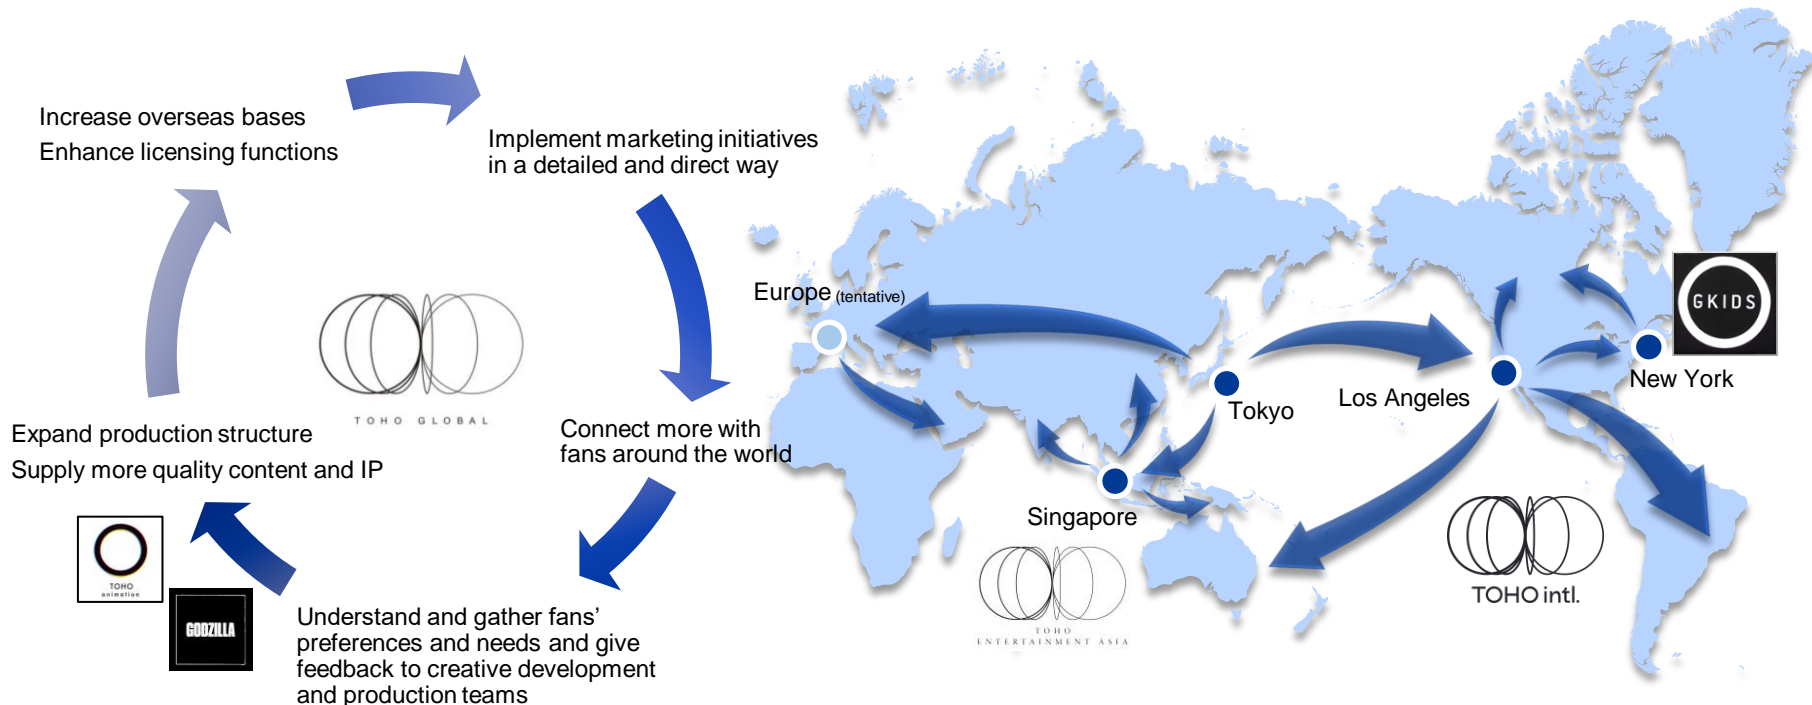 Increase overseas bases
Enhance licensing functions
Implement marketing initiatives
in a detailed and direct way
TOHO GLOBAL
Connect more with
fans around the world
Expand production structure
Supply more quality content and IP
TOHO
animation
GODZILLA
Understand and gather fans’
preferences and needs and give
feedback to creative development
and production teams
Europe (tentative)
Tokyo
Los Angeles
New York
GKIDS
Singapore
TOHO
ENTERTAINMENT ASIA
TOHO intl.